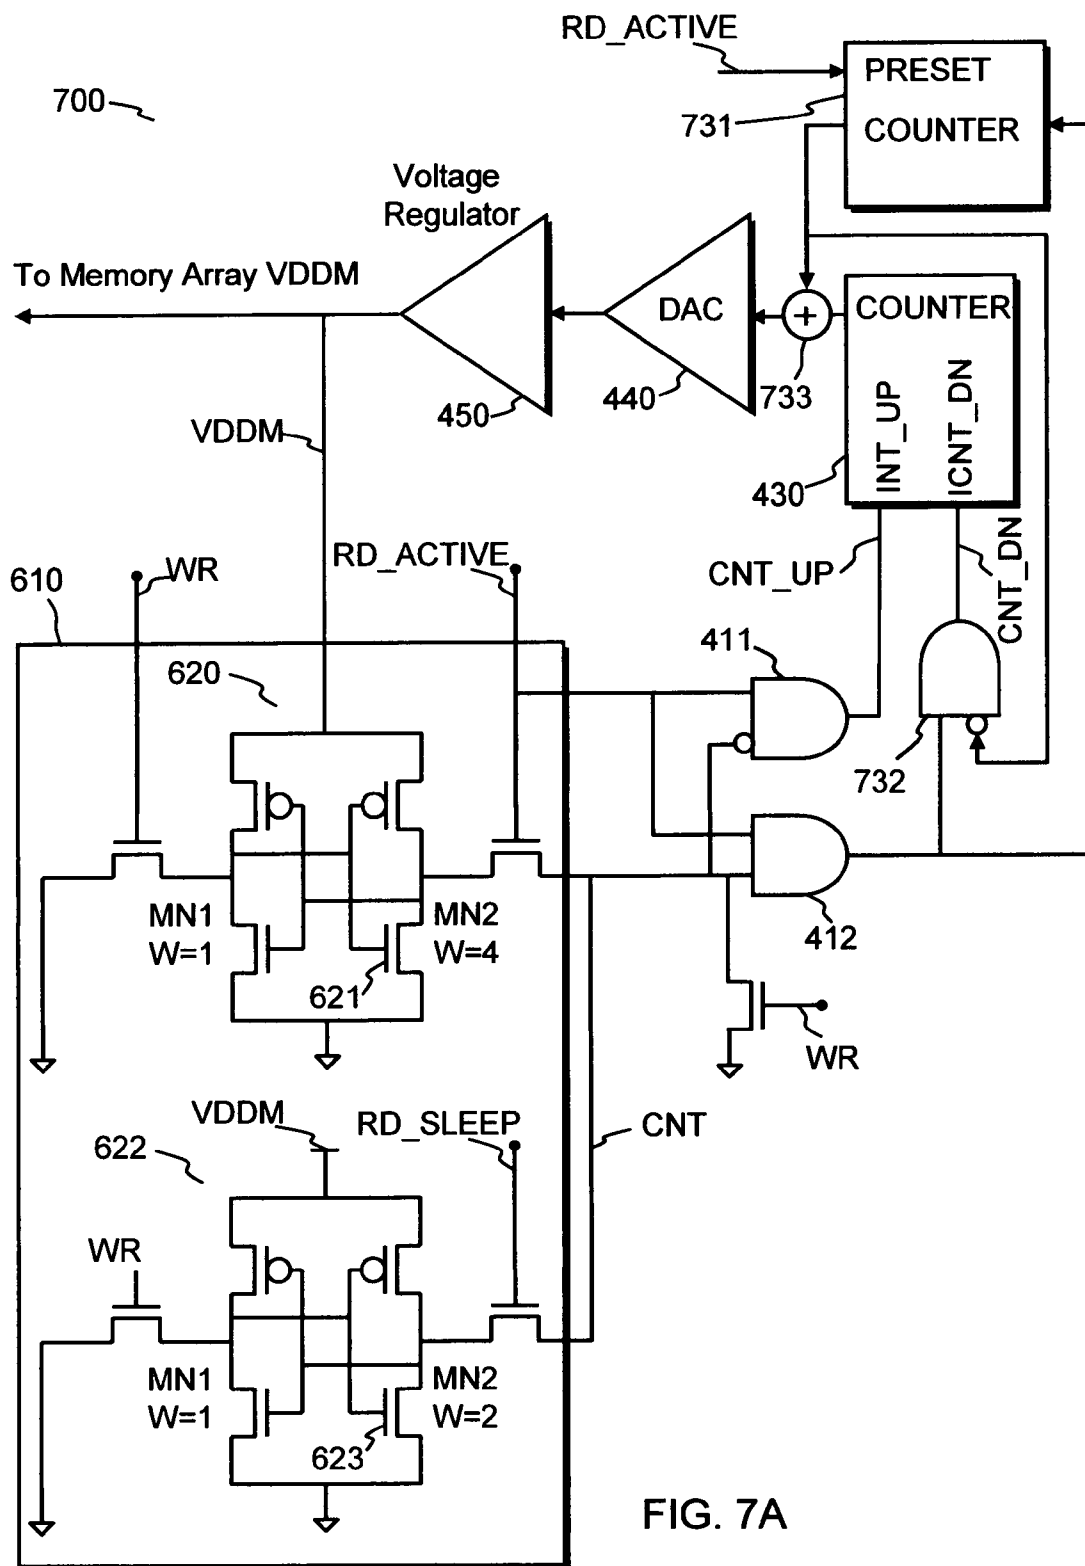 RD_ACTIVE
700
PRESET
731
COUNTER
Voltage
Regulator
To Memory Array VDDM
DAC
COUNTER
733
440
450
VDDM
INT_UP
ICNT_DN
430
RD_ACTIVE
WR
610
CNT_UP
CNT_DN
411
620
732
MN1
W=1
MN2
W=4
412
621
WR
VDDM
RD_SLEEP
CNT
622
WR
MN1
W=1
MN2
W=2
623
FIG. 7A